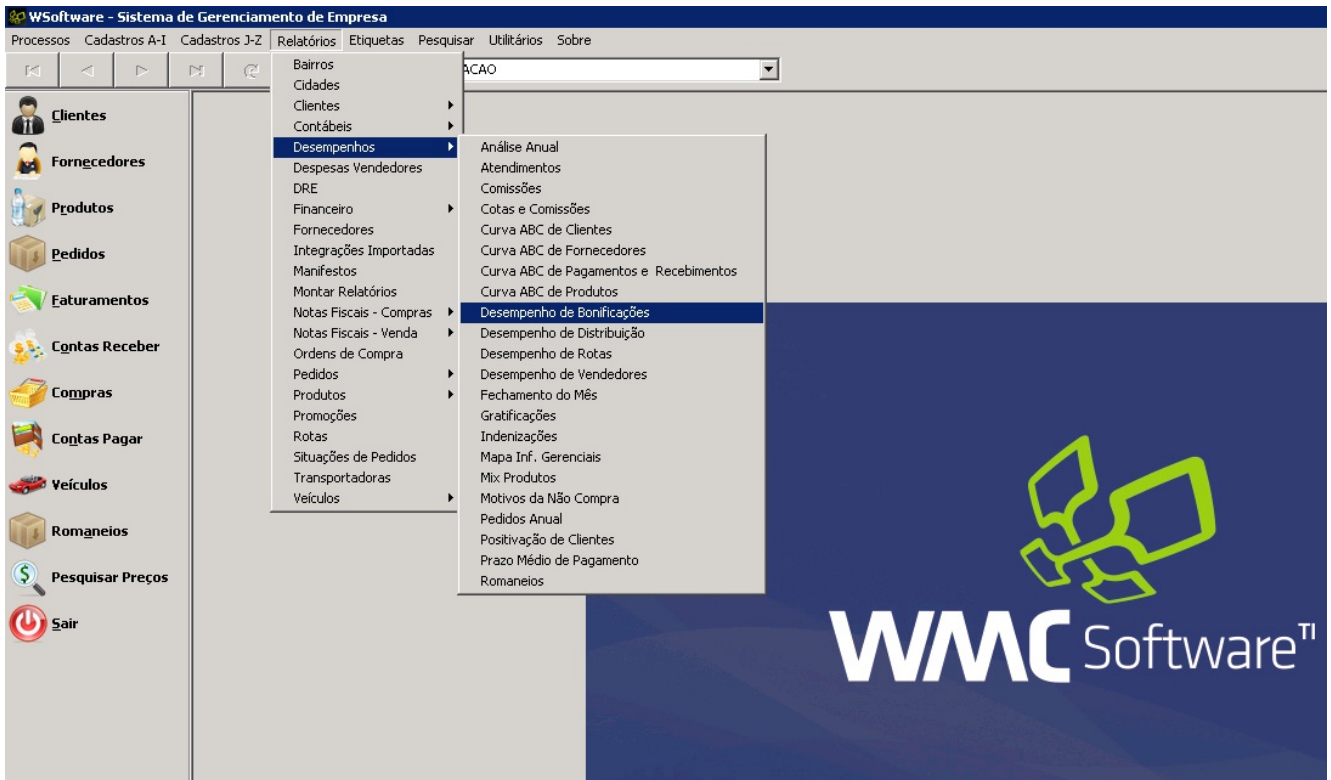 WSoftware - Sistema de Gerenciamento de Empresa
Processos Cadastros A-I Cadastros J-Z Relatórios Etiquetas Pesquisar Utilitários Sobre
ACAO
Clientes
Fornecedores
Produtos
Pedidos
Faturamentos
Contas Receber
Compras
Contas Pagar
Veículos
Romaneios
Pesquisar Preços
Sair
Bairros
Cidades
Clientes
Contábeis
Desempenhos
Despesas Vendedores
DRE
Financeiro
Fornecedores
Integrações Importadas
Manifestos
Montar Relatórios
Notas Fiscais - Compras
Notas Fiscais - Venda
Ordens de Compra
Pedidos
Produtos
Promoções
Rotas
Situações de Pedidos
Transportadoras
Veículos
Análise Anual
Atendimentos
Comissões
Cotas e Comissões
Curva ABC de Clientes
Curva ABC de Fornecedores
Curva ABC de Pagamentos e Recebimentos
Curva ABC de Produtos
Desempenho de Bonificações
Desempenho de Distribuição
Desempenho de Rotas
Desempenho de Vendedores
Fechamento do Mês
Gratificações
Indenizações
Mapa Inf. Gerenciais
Mix Produtos
Motivos da Não Compra
Pedidos Anual
Positivação de Clientes
Prazo Médio de Pagamento
Romaneios
WMC Software TI